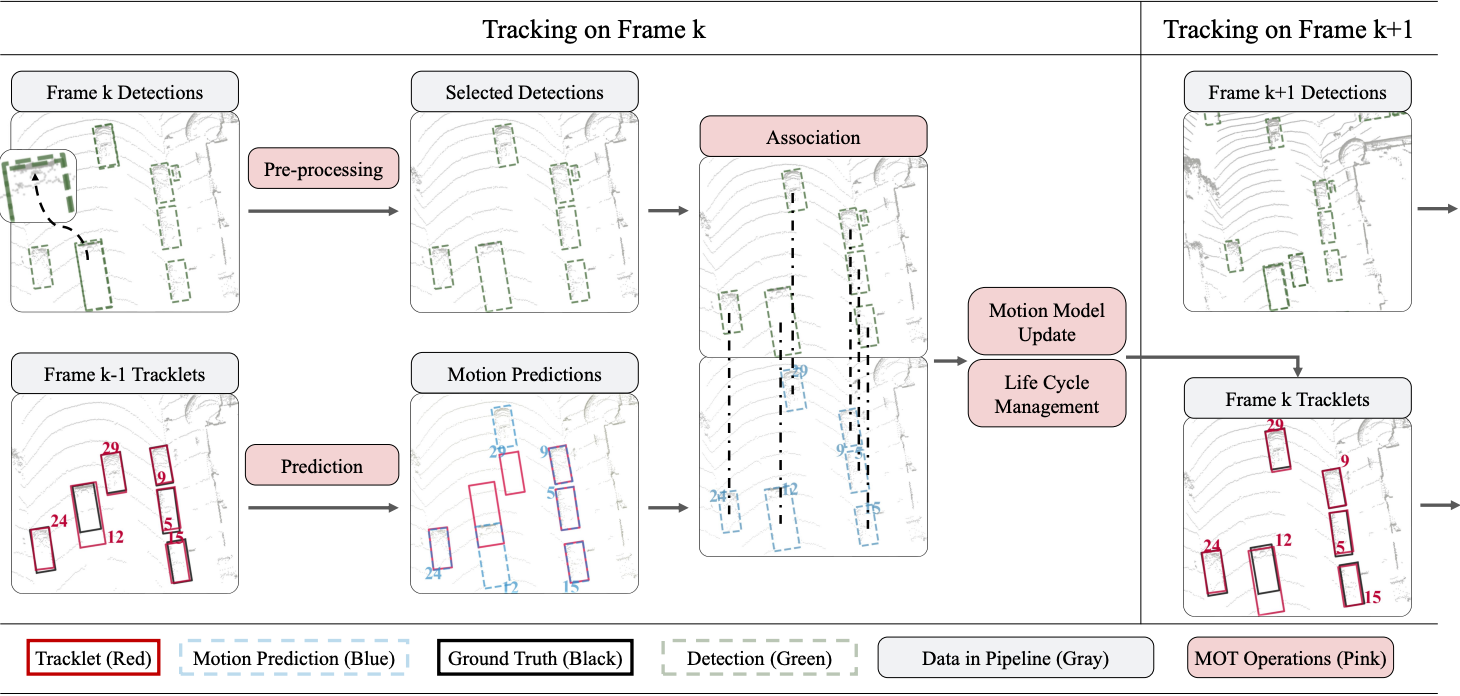 Tracking on Frame k
Tracking on Frame k+1
Frame k Detections
Pre-processing
Selected Detections
Association
Frame k+1 Detections
Frame k-1 Tracklets
29
9
24
12
5
15
Prediction
Motion Predictions
29
9
5
24
12
15
29
9
5
24
12
15
Motion Model
Update
Life Cycle
Management
Frame k Tracklets
29
9
12
24
5
15
Tracklet (Red)
Motion Prediction (Blue)
Ground Truth (Black)
Detection (Green)
Data in Pipeline (Gray)
MOT Operations (Pink)